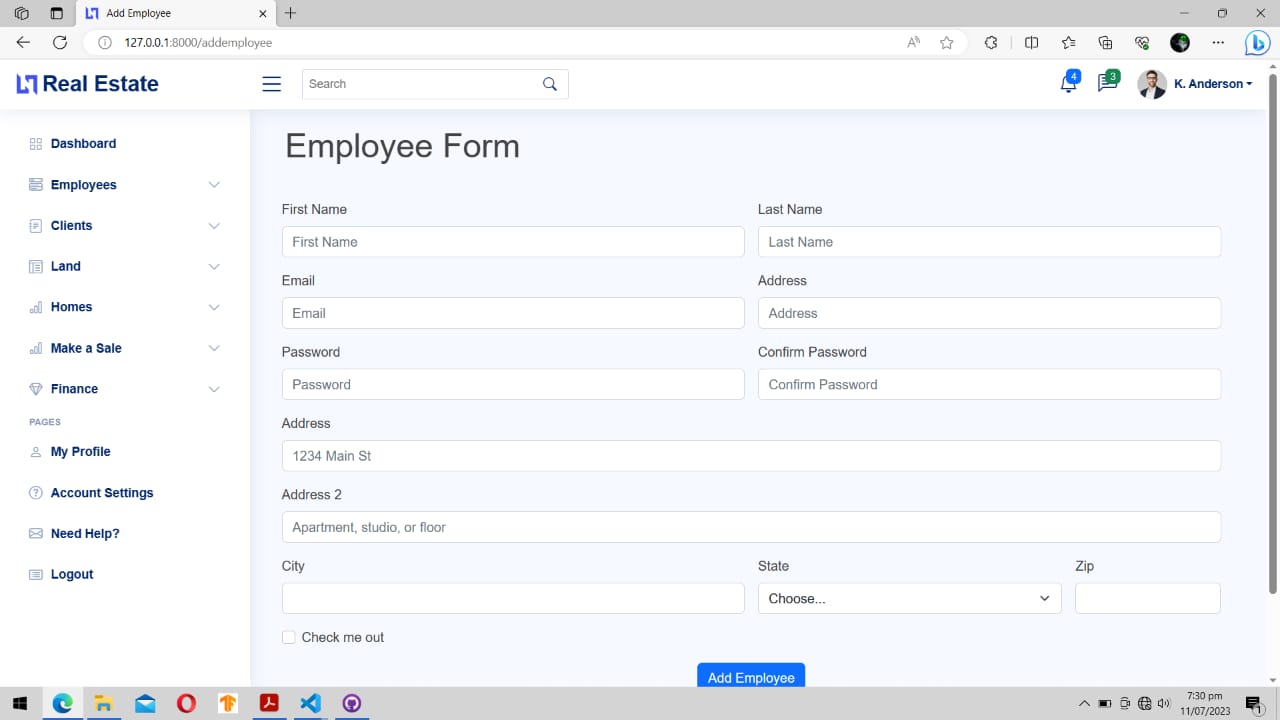 Add Employee
127.0.0.1:8000/addemployee
Real Estate
Search
4
3
K. Anderson
Dashboard
Employees
Clients
Land
Homes
Make a Sale
Finance
PAGES
My Profile
Account Settings
Need Help?
Logout
Employee Form
First Name Last Name
First Name Last Name
Email Address
Email Address
Password Confirm Password
Password Confirm Password
Address
1234 Main St
Address 2
Apartment, studio, or floor
City State Zip
Choose...
Check me out
Add Employee
7:30 pm
11/07/2023
1